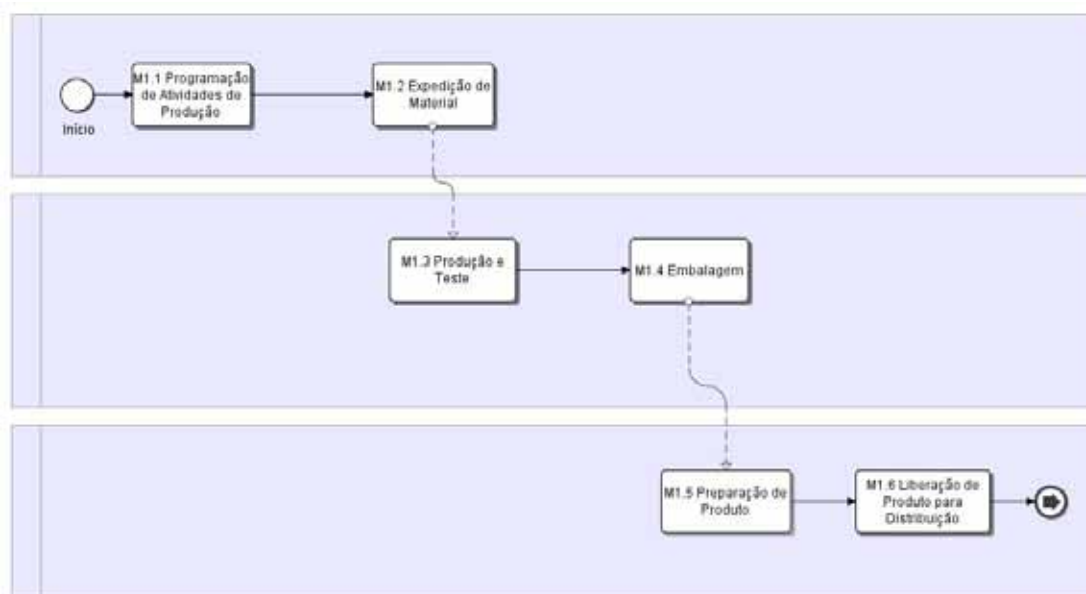 M1.1 Programação
de Atividades de
Produção
M1.2 Expedição de
Material
Início
M1.3 Produção e
Teste
M1.4 Embalagem
M1.5 Preparação de
Produto
M1.6 Liberação de
Produto para
Distribuição